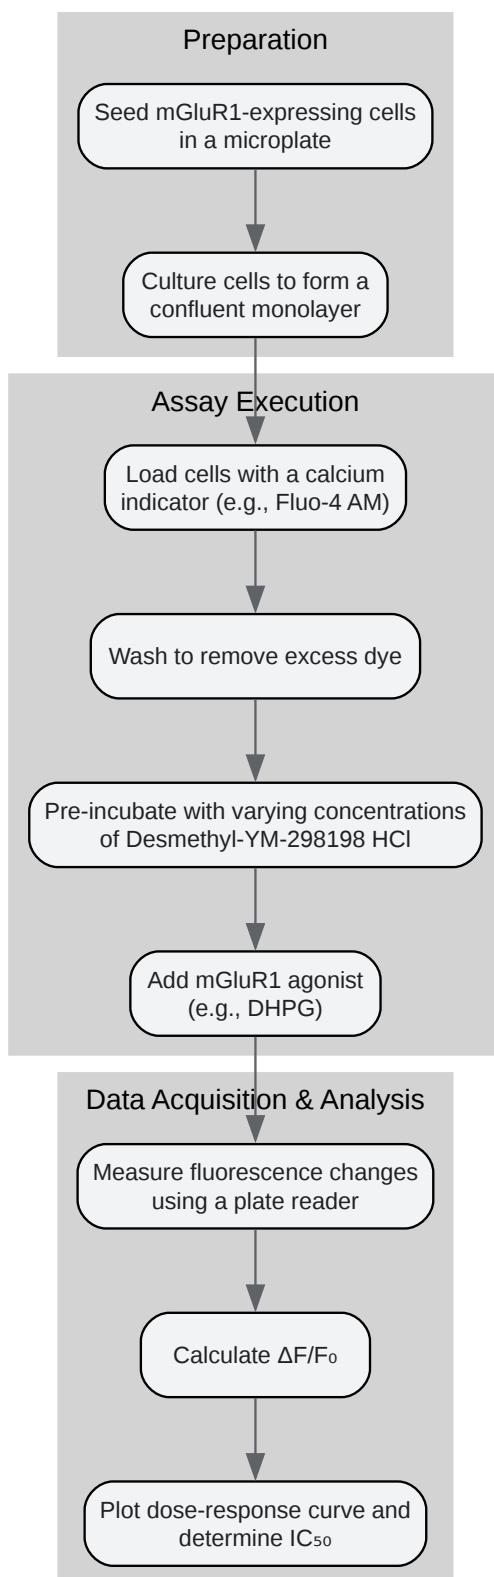 Preparation
Seed mGluR1-expressing cells
in a microplate
Culture cells to form a
confluent monolayer
Assay Execution
Load cells with a calcium
indicator (e.g., Fluo-4 AM)
Wash to remove excess dye
Pre-incubate with varying concentrations
of Desmethyl-YM-298198 HCl
Add mGluR1 agonist
(e.g., DHPG)
Data Acquisition & Analysis
Measure fluorescence changes
using a plate reader
Calculate ΔF/F₀
Plot dose-response curve and
determine IC₅₀